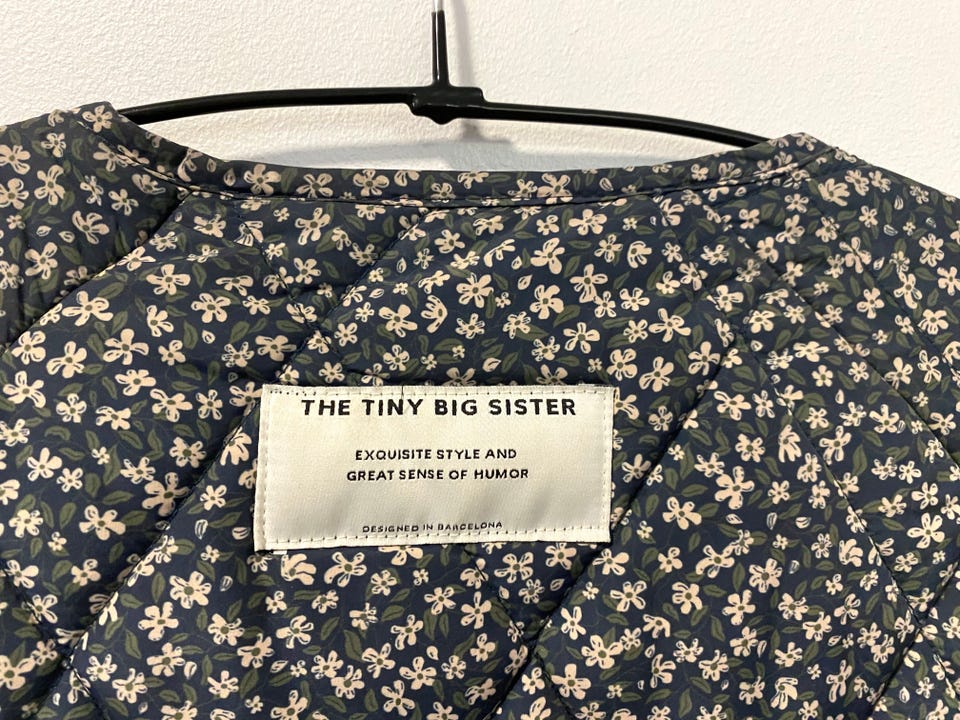 THE TINY BIG SISTER
EXQUISITE STYLE AND
GREAT SENSE OF HUMOR
DESIGNED IN BARCELONA